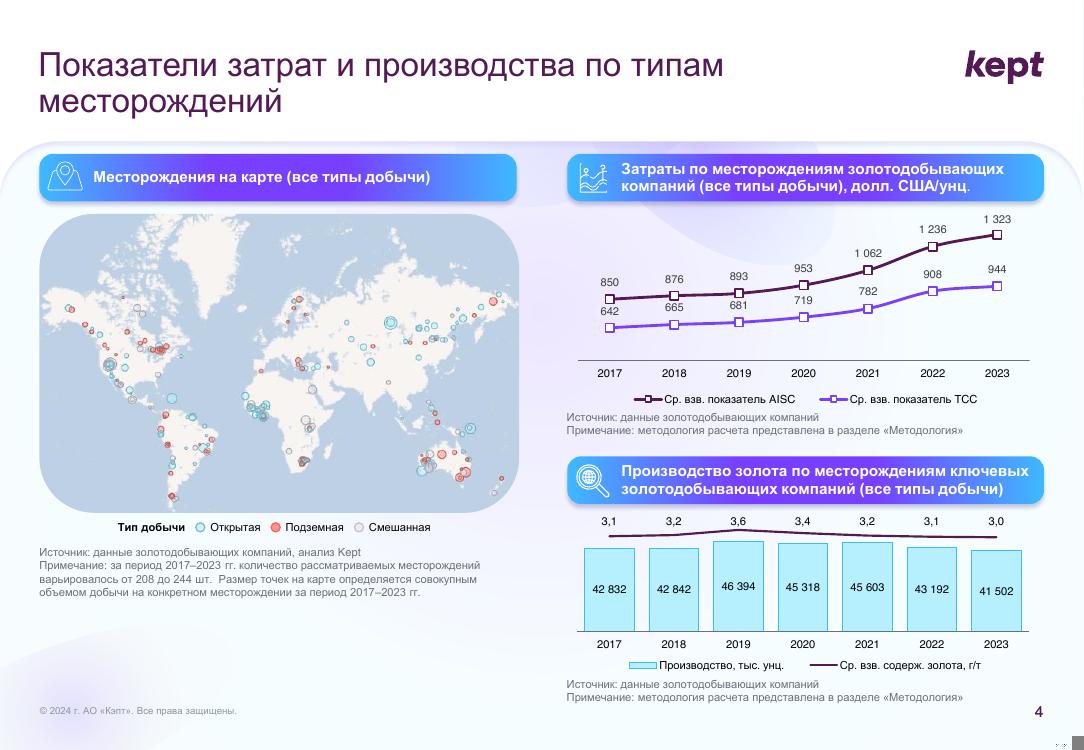 Показатели затрат и производства по типам
месторождений
kept
Месторождения на карте (все типы добычи)
Тип добычи Открытая Подземная Смешанная
Источник: данные золотодобывающих компаний, анализ Kept
Примечание: за период 2017–2023 гг. количество рассматриваемых месторождений
варьировалось от 208 до 244 шт. Размер точек на карте определяется совокупным
объемом добычи на конкретном месторождении за период 2017–2023 гг.
Затраты по месторождениям золотодобывающих
компаний (все типы добычи), долл. США/унц.
850 876 893 953 1 062 1 236 1 323
642 665 681 719 782 908 944
2017 2018 2019 2020 2021 2022 2023
Ср. взв. показатель AISC Ср. взв. показатель TCC
Источник: данные золотодобывающих компаний
Примечание: методология расчета представлена в разделе «Методология»
Производство золота по месторождениям ключевых
золотодобывающих компаний (все типы добычи)
3,1 3,2 3,6 3,4 3,2 3,1 3,0
42 832 42 842 46 394 45 318 45 603 43 192 41 502
2017 2018 2019 2020 2021 2022 2023
Производство, тыс. унц. Ср. взв. содерж. золота, г/т
Источник: данные золотодобывающих компаний
Примечание: методология расчета представлена в разделе «Методология»
© 2024 г. АО «Кэпт». Все права защищены.
4